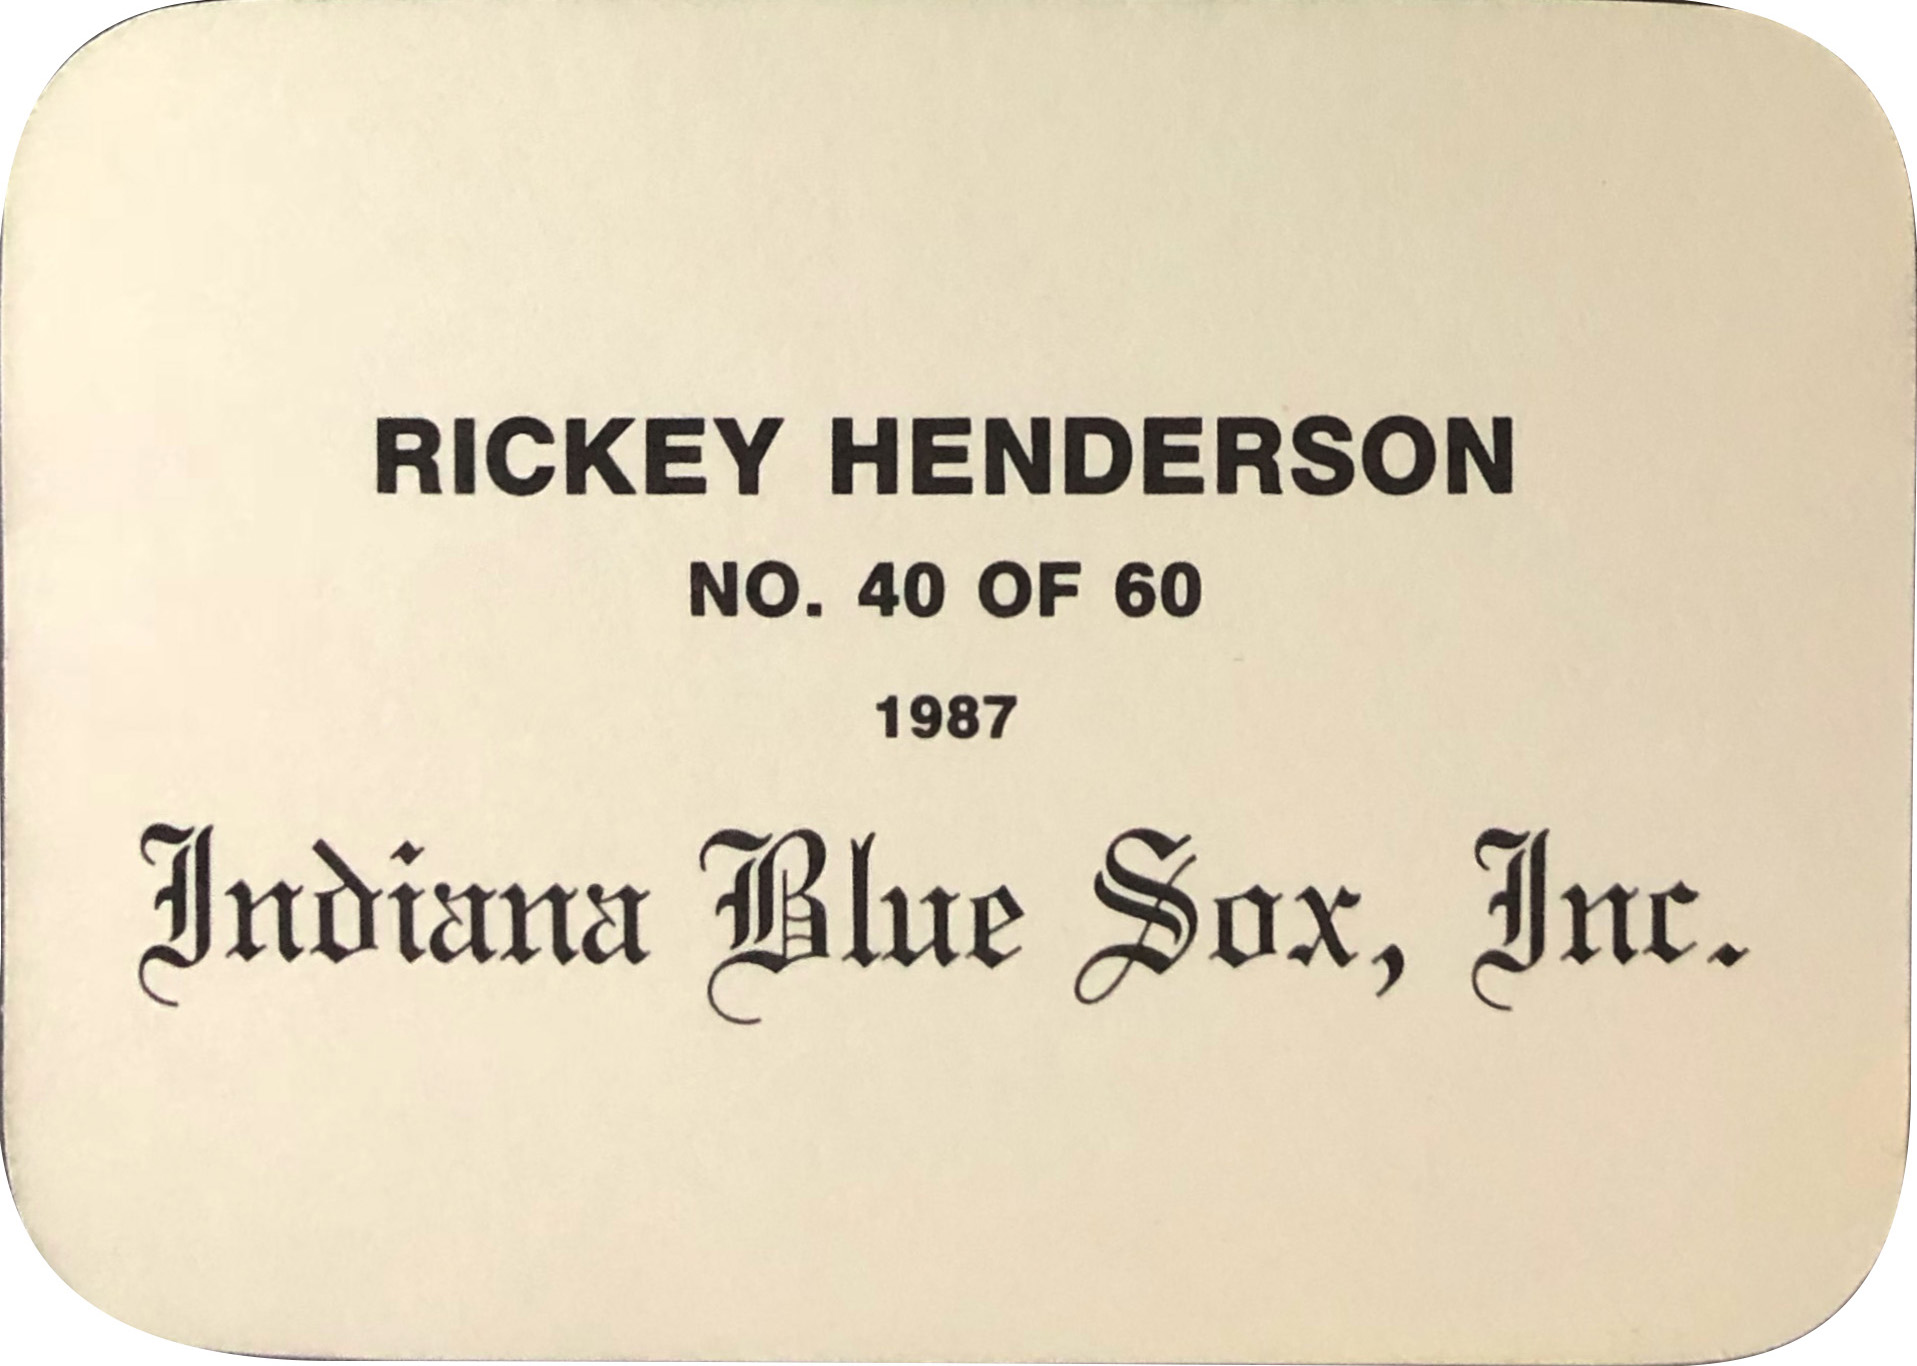 RICKEY HENDERSON
NO. 40 OF 60
1987
Indiana Blue Sox, Inc.